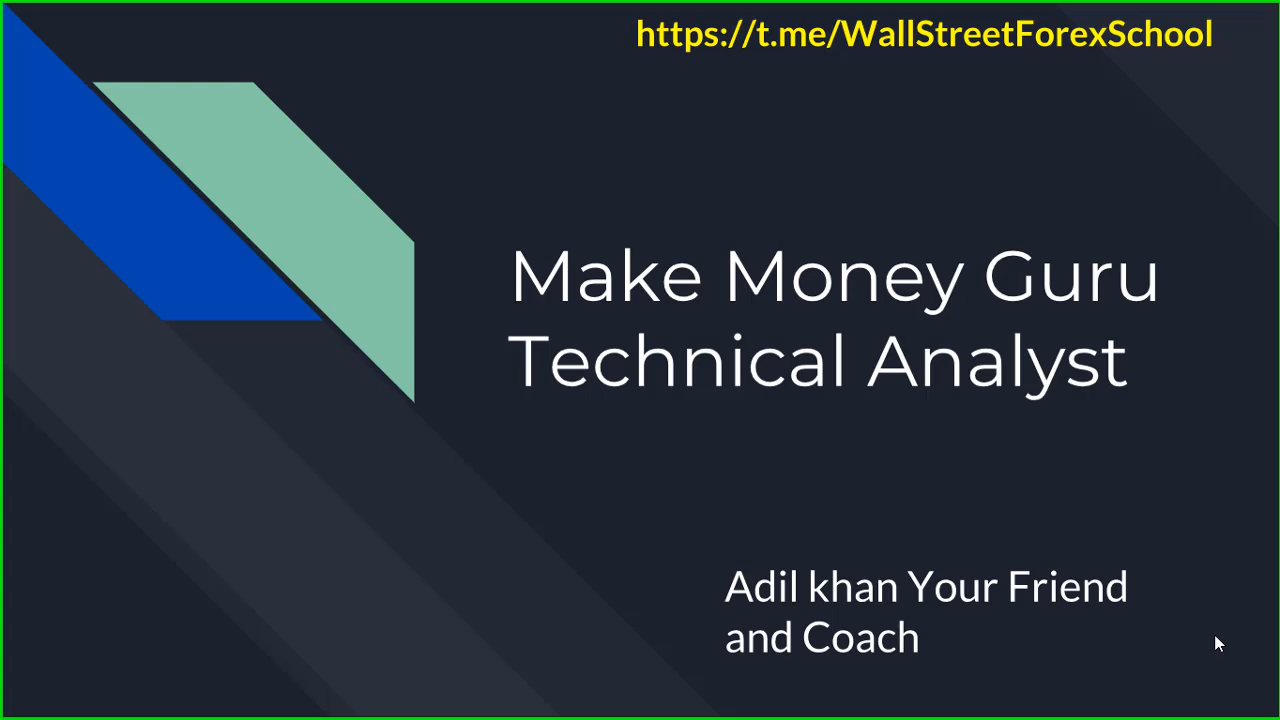 https://t.me/WallStreetForexSchool
Make Money Guru
Technical Analyst
Adil khan Your Friend
and Coach